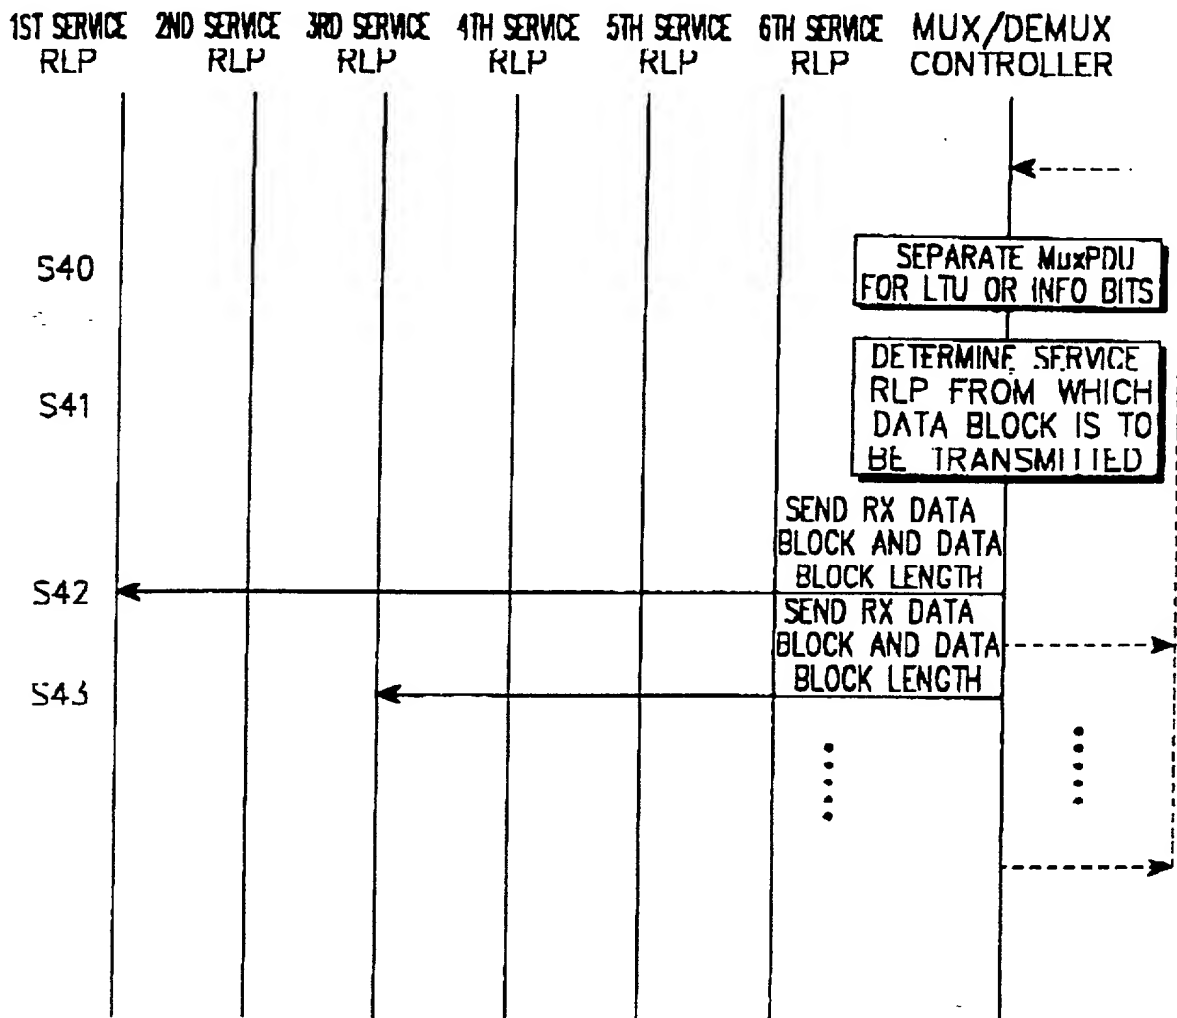 1ST SERVICE RLP
2ND SERVICE RLP
3RD SERVICE RLP
4TH SERVICE RLP
5TH SERVICE RLP
6TH SERVICE RLP
MUX/DEMUX
CONTROLLER
S40
SEPARATE MuxPDU
FOR LTU OR INFO BITS
S41
DETERMINE SERVICE
RLP FROM WHICH
DATA BLOCK IS TO
BE TRANSMITTED
SEND RX DATA
BLOCK AND DATA
BLOCK LENGTH
S42
SEND RX DATA
BLOCK AND DATA
BLOCK LENGTH
S43